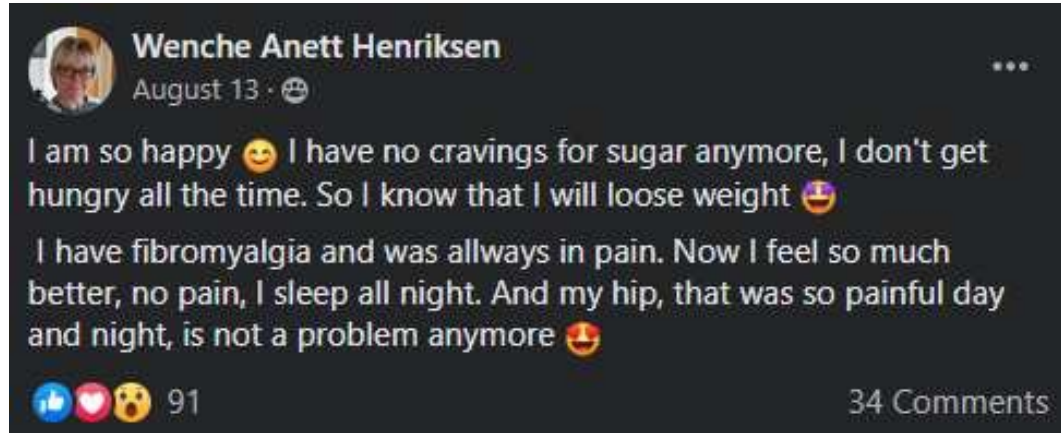 Wenche Anett Henriksen
August 13 ·
I am so happy 😊 I have no cravings for sugar anymore, I don't get
hungry all the time. So I know that I will loose weight 🤩
I have fibromyalgia and was allways in pain. Now I feel so much
better, no pain, I sleep all night. And my hip, that was so painful day
and night, is not a problem anymore 😍
91
34 Comments